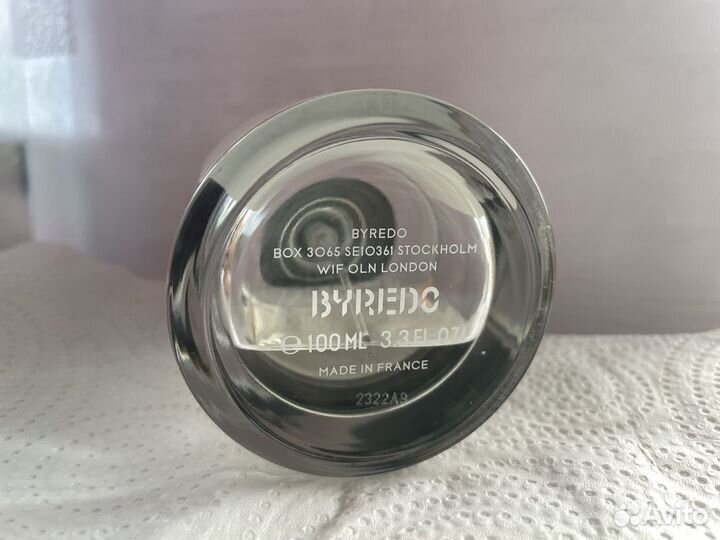 BYREDO
BOX 3065 SE10361 STOCKHOLM
W1F OLN LONDON
BYREDO
100 ML 3.3 FL.OZ
MADE IN FRANCE
2322A9
Avito